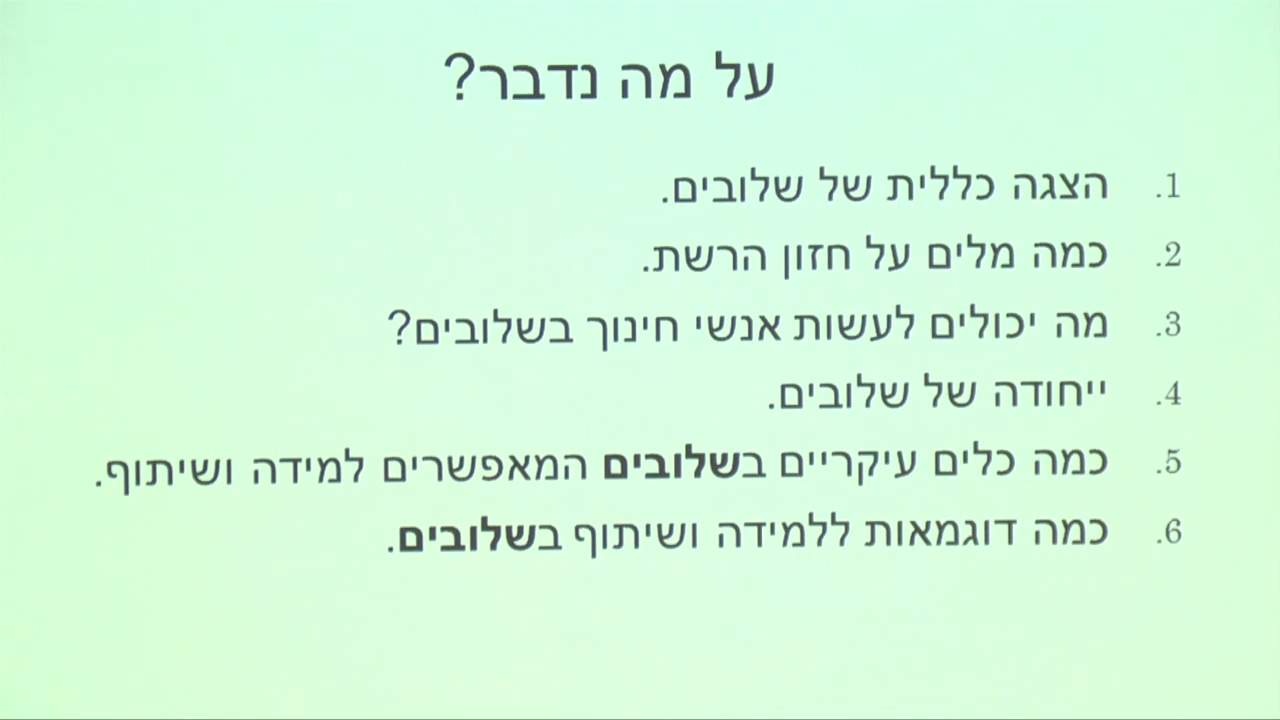 על מה נדבר?
1. הצגה כללית של שלובים.
2. כמה מלים על חזון הרשת.
3. מה יכולים לעשות אנשי חינוך בשלובים?
4. ייחודה של שלובים.
5. כמה כלים עיקריים בשלובים המאפשרים למידה ושיתוף.
6. כמה דוגמאות ללמידה ושיתוף בשלובים.